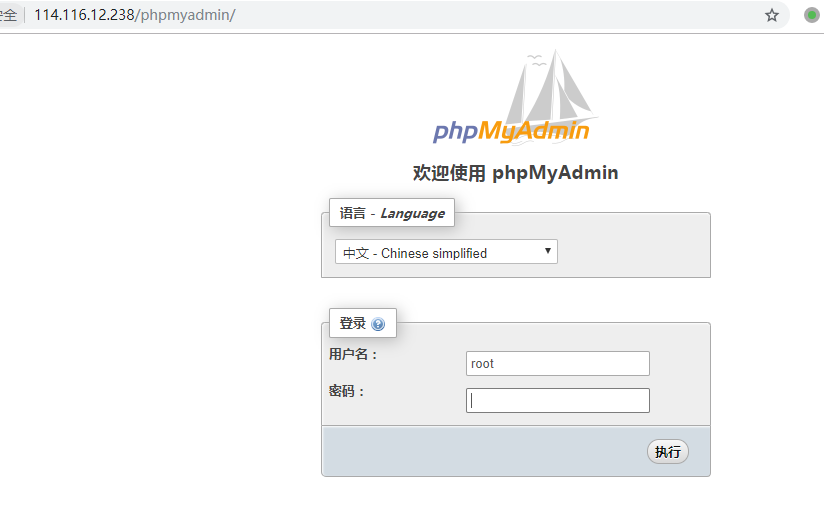 安全 114.116.12.238/phpmyadmin/
phpMyAdmin
欢迎使用 phpMyAdmin
语言 - Language
中文 - Chinese simplified
登录
用户名：
root
密码：
执行